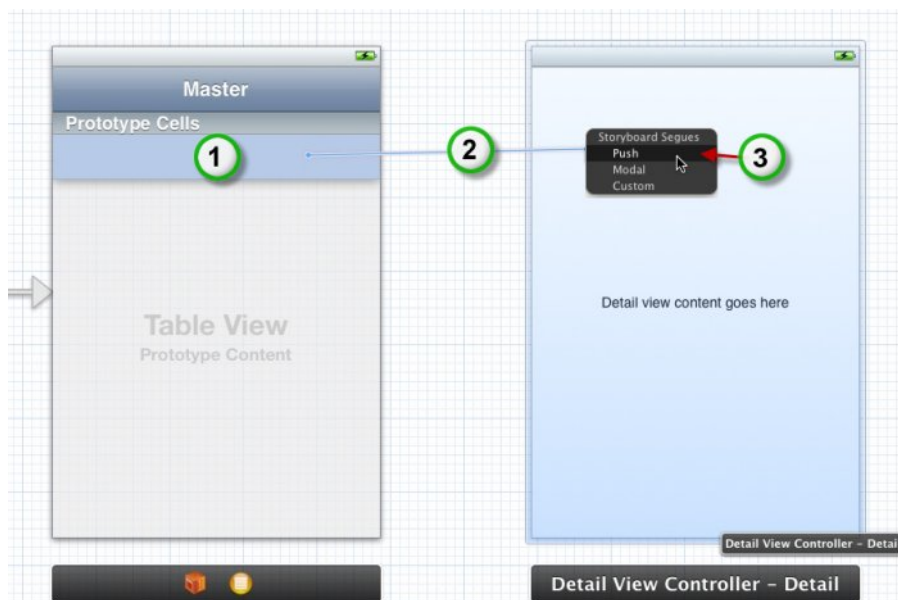 Master
Prototype Cells
1
2
Storyboard Segues
Push
Modal
Custom
3
Detail view content goes here
Table View
Prototype Content
Detail View Controller - Detai
Detail View Controller - Detail